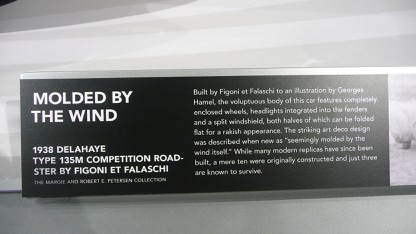 MOLDED BY
THE WIND
1938 DELAHAYE
TYPE 135M COMPETITION ROAD-
STER BY FIGONI ET FALASCHI
THE MARGIE AND ROBERT E. PETERSEN COLLECTION
Built by Figoni et Falaschi to an illustration by Georges
Hamel, the voluptuous body of this car features completely
enclosed wheels, headlights integrated into the fenders
and a split windshield, both halves of which can be folded
flat for a rakish appearance. The striking art deco design
was described when new as "seemingly molded by the
wind itself." While many modern replicas have since been
built, a mere ten were originally constructed and just three
are known to survive.